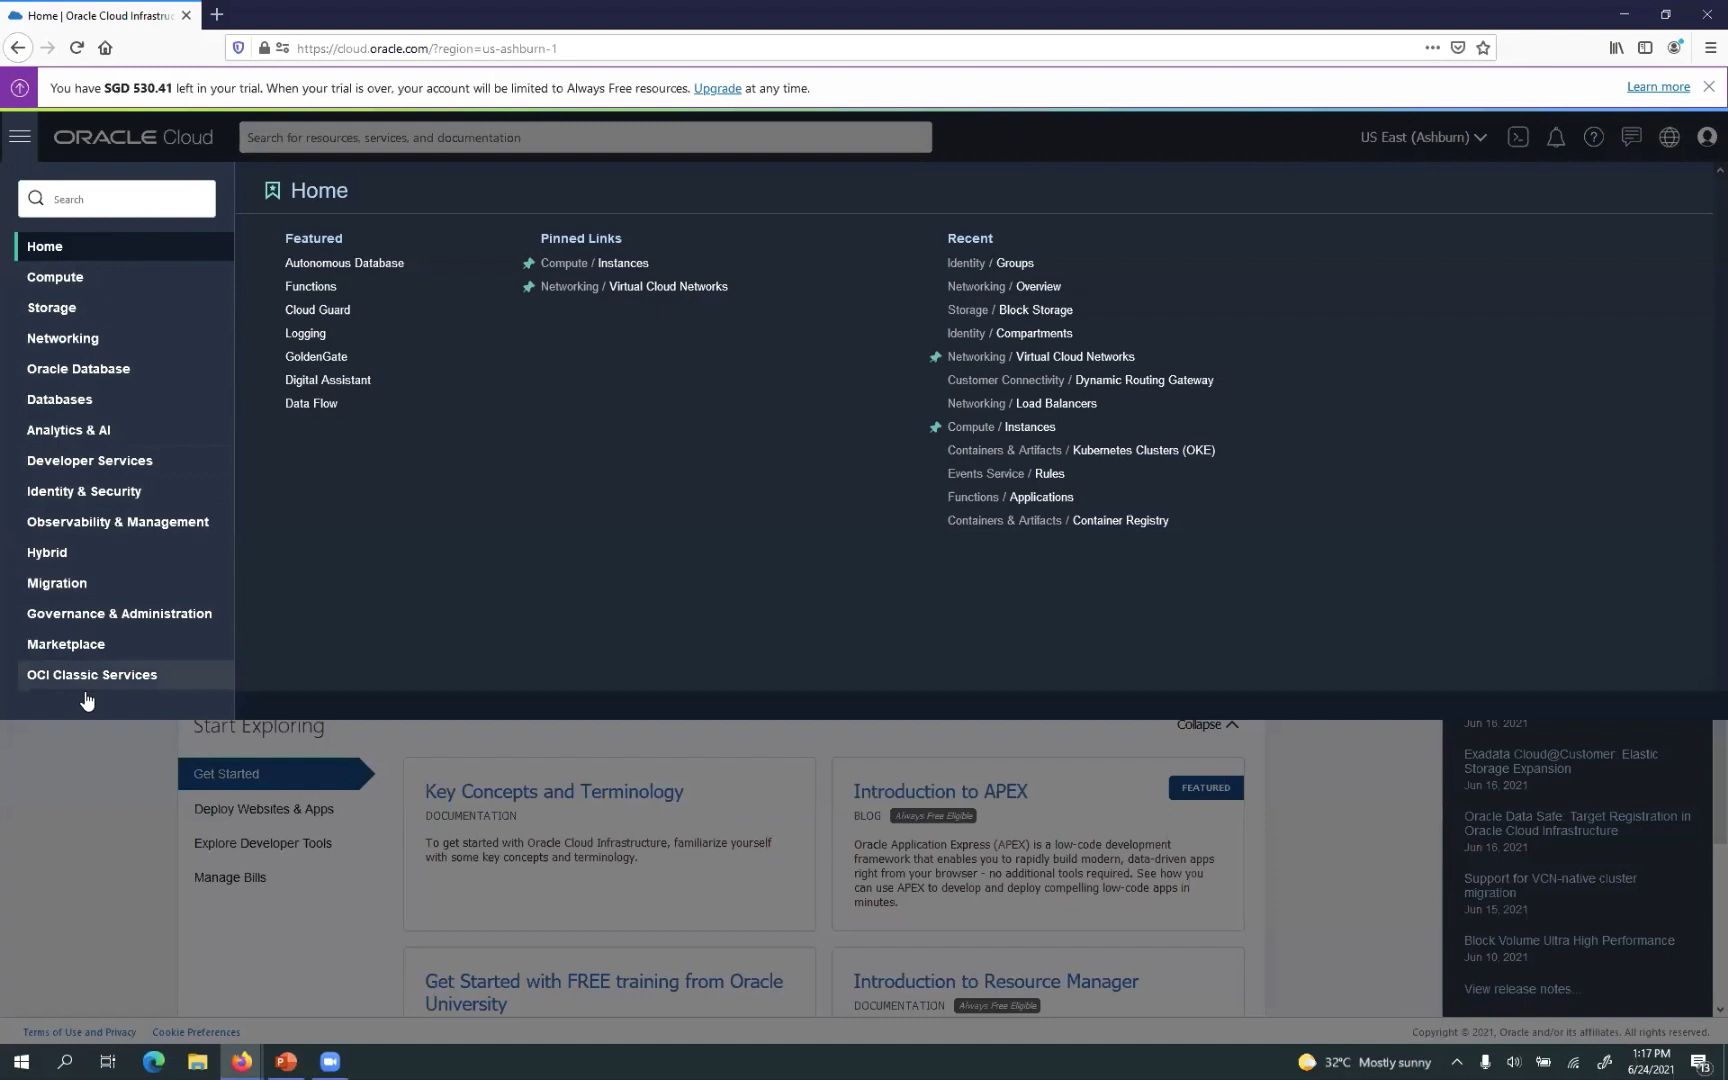 Home | Oracle Cloud Infrastruc
https://cloud.oracle.com/?region=us-ashburn-1
You have SGD 530.41 left in your trial. When your trial is over, your account will be limited to Always Free resources. Upgrade at any time.
Learn more
ORACLE Cloud
Search for resources, services, and documentation
US East (Ashburn)
Search
Home
Compute
Storage
Networking
Oracle Database
Databases
Analytics & AI
Developer Services
Identity & Security
Observability & Management
Hybrid
Migration
Governance & Administration
Marketplace
OCI Classic Services
Home
Featured
Autonomous Database
Functions
Cloud Guard
Logging
GoldenGate
Digital Assistant
Data Flow
Pinned Links
Compute / Instances
Networking / Virtual Cloud Networks
Recent
Identity / Groups
Networking / Overview
Storage / Block Storage
Identity / Compartments
Networking / Virtual Cloud Networks
Customer Connectivity / Dynamic Routing Gateway
Networking / Load Balancers
Compute / Instances
Containers & Artifacts / Kubernetes Clusters (OKE)
Events Service / Rules
Functions / Applications
Containers & Artifacts / Container Registry
Start Exploring
Collapse
Get Started
Deploy Websites & Apps
Explore Developer Tools
Manage Bills
Key Concepts and Terminology
DOCUMENTATION
To get started with Oracle Cloud Infrastructure, familiarize yourself
with some key concepts and terminology.
Introduction to APEX
FEATURED
BLOG Always Free Eligible
Oracle Application Express (APEX) is a low-code development
framework that enables you to rapidly build modern, data-driven apps
right from your browser - no additional tools required. See how you
can use APEX to develop and deploy compelling low-code apps in
minutes.
Get Started with FREE training from Oracle
University
Introduction to Resource Manager
DOCUMENTATION Always Free Eligible
Jun 16, 2021
Exadata Cloud@Customer: Elastic
Storage Expansion
Jun 16, 2021
Oracle Data Safe: Target Registration in
Oracle Cloud Infrastructure
Jun 16, 2021
Support for VCN-native cluster
migration
Jun 15, 2021
Block Volume Ultra High Performance
Jun 10, 2021
View release notes...
Terms of Use and Privacy
Cookie Preferences
Copyright © 2021, Oracle and/or its affiliates. All rights reserved.
32°C Mostly sunny
1:17 PM
6/24/2021
13